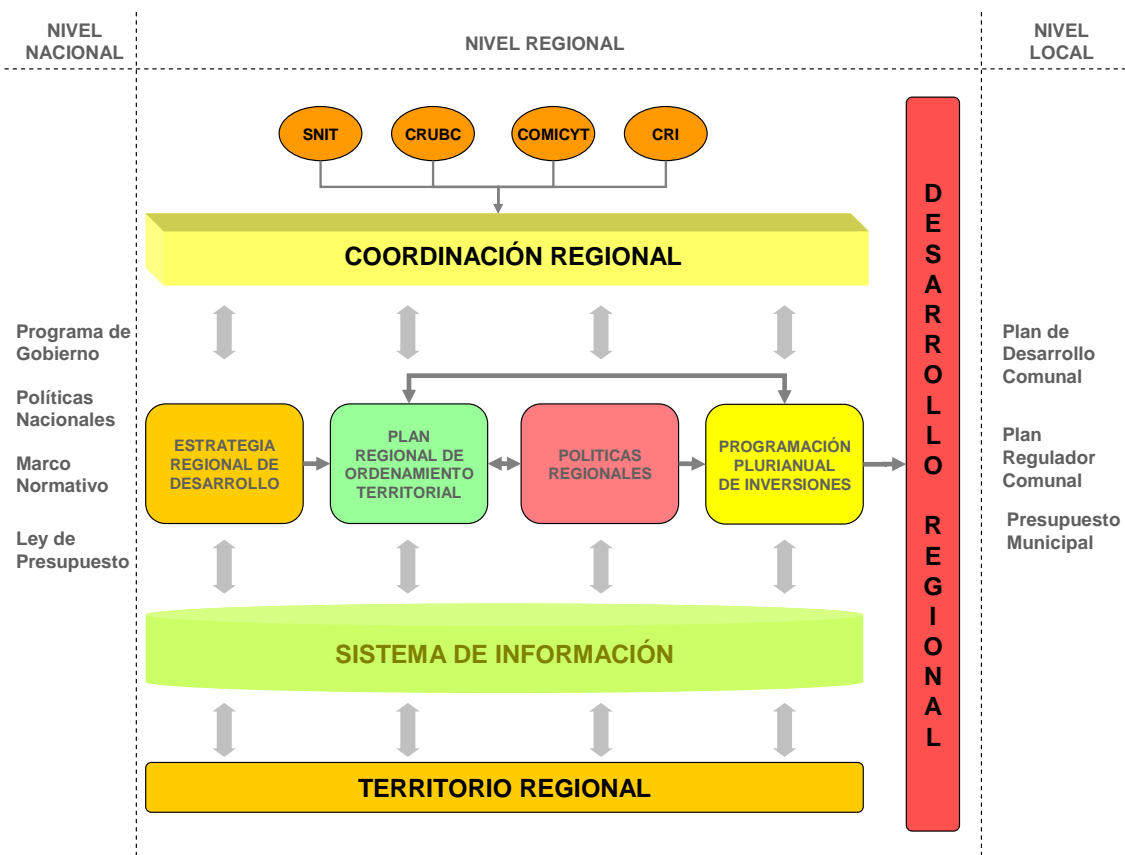 NIVEL
NACIONAL
NIVEL REGIONAL
NIVEL
LOCAL
SNIT
CRUBC
COMICYT
CRI
COORDINACIÓN REGIONAL
Programa de
Gobierno
Políticas
Nacionales
Marco
Normativo
Ley de
Presupuesto
ESTRATEGIA
REGIONAL DE
DESARROLLO
PLAN
REGIONAL DE
ORDENAMIENTO
TERRITORIAL
POLITICAS
REGIONALES
PROGRAMACIÓN
PLURIANUAL
DE INVERSIONES
SISTEMA DE INFORMACIÓN
TERRITORIO REGIONAL
DESARROLLO REGIONAL
Plan de
Desarrollo
Comunal
Plan
Regulador
Comunal
Presupuesto
Municipal